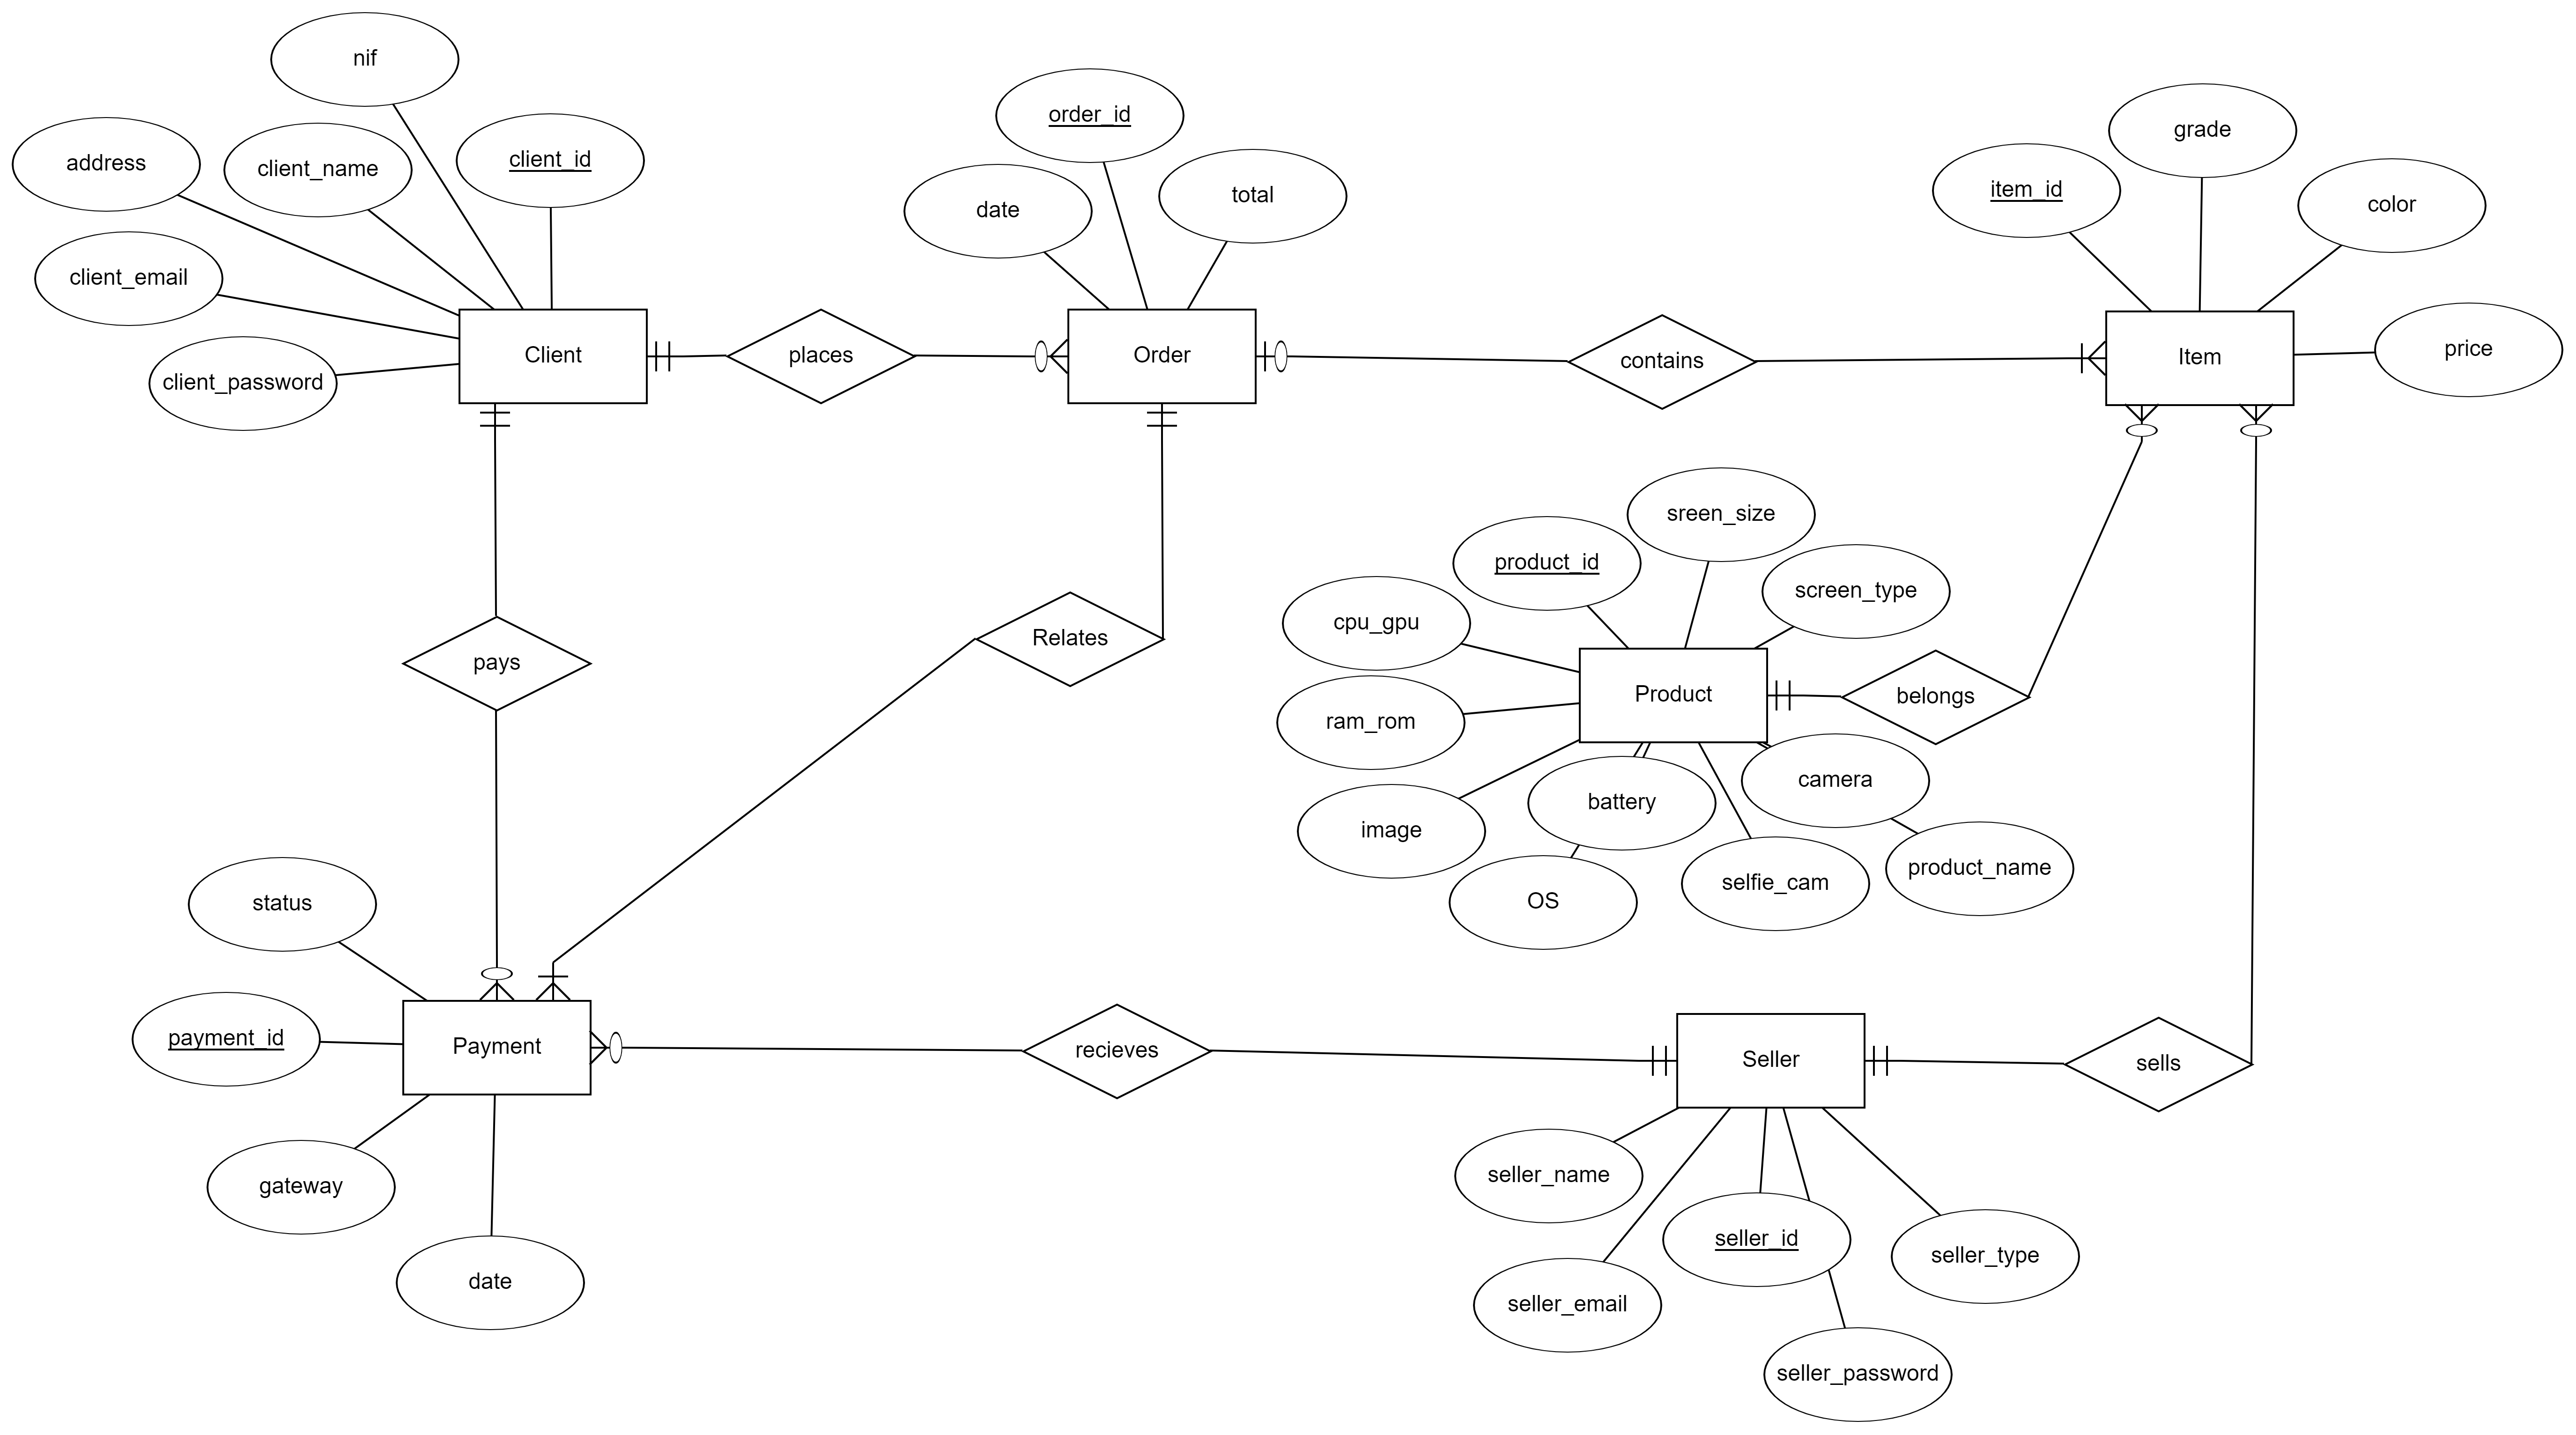 nif
address
client_name
client_id
client_email
client_password
Client
places
order_id
date
total
Order
contains
item_id
grade
color
price
Item
pays
Relates
sreen_size
product_id
screen_type
cpu_gpu
ram_rom
Product
belongs
image
battery
camera
OS
selfie_cam
product_name
status
payment_id
Payment
gateway
date
recieves
Seller
sells
seller_name
seller_id
seller_type
seller_email
seller_password